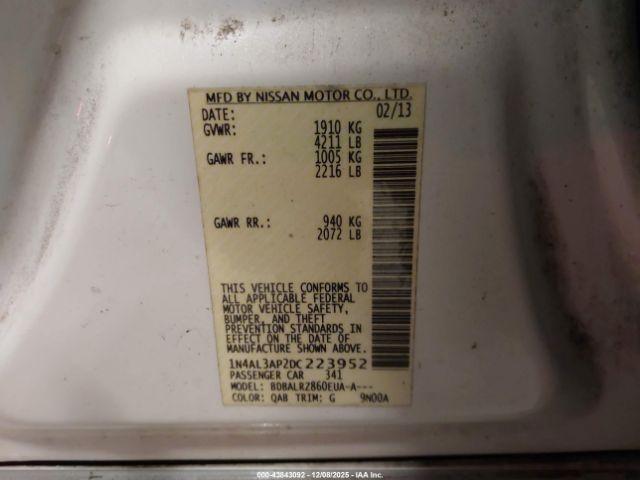 MFD BY NISSAN MOTOR CO., LTD.
DATE: 02/13
GVWR: 1910 KG
4211 LB
GAWR FR.: 1005 KG
2216 LB
GAWR RR.: 940 KG
2072 LB
THIS VEHICLE CONFORMS TO
ALL APPLICABLE FEDERAL
MOTOR VEHICLE SAFETY,
BUMPER, AND THEFT
PREVENTION STANDARDS IN
EFFECT ON THE DATE OF
MANUFACTURE SHOWN ABOVE.
1N4AL3AP2DC223952
PASSENGER CAR 341
MODEL: BDBALRZ860EUA-A---
COLOR: QAB TRIM: G 9N00A
000-43843092 - 12/08/2025 - IAA Inc.